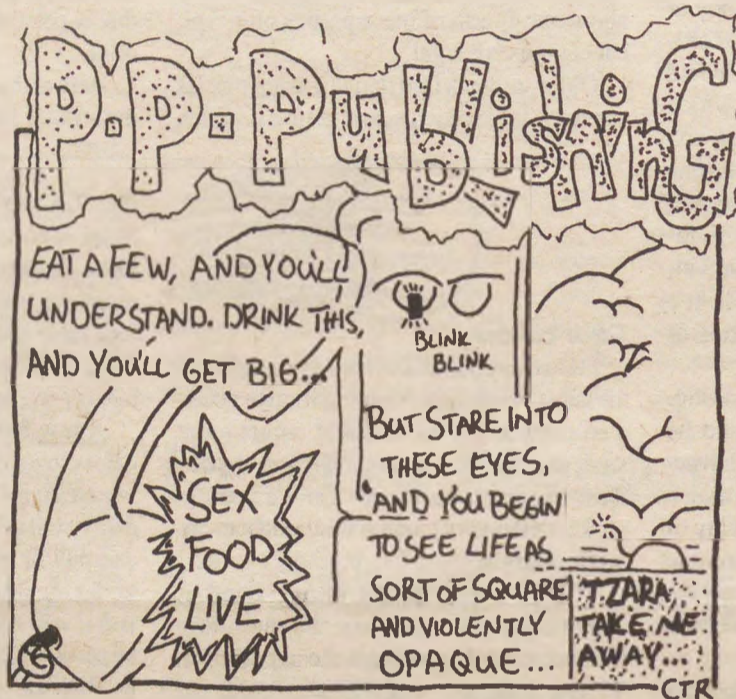 P.P. Publishing
EAT A FEW, AND YOU'LL
UNDERSTAND. DRINK THIS,
AND YOU'LL GET BIG...
SEX
FOOD
LIVE
BLINK
BLINK
BUT STARE INTO
THESE EYES,
AND YOU BEGIN
TO SEE LIFE AS
SORT OF SQUARE
AND VIOLENTLY
OPAQUE...
TZARA,
TAKE ME
AWAY...
CTR